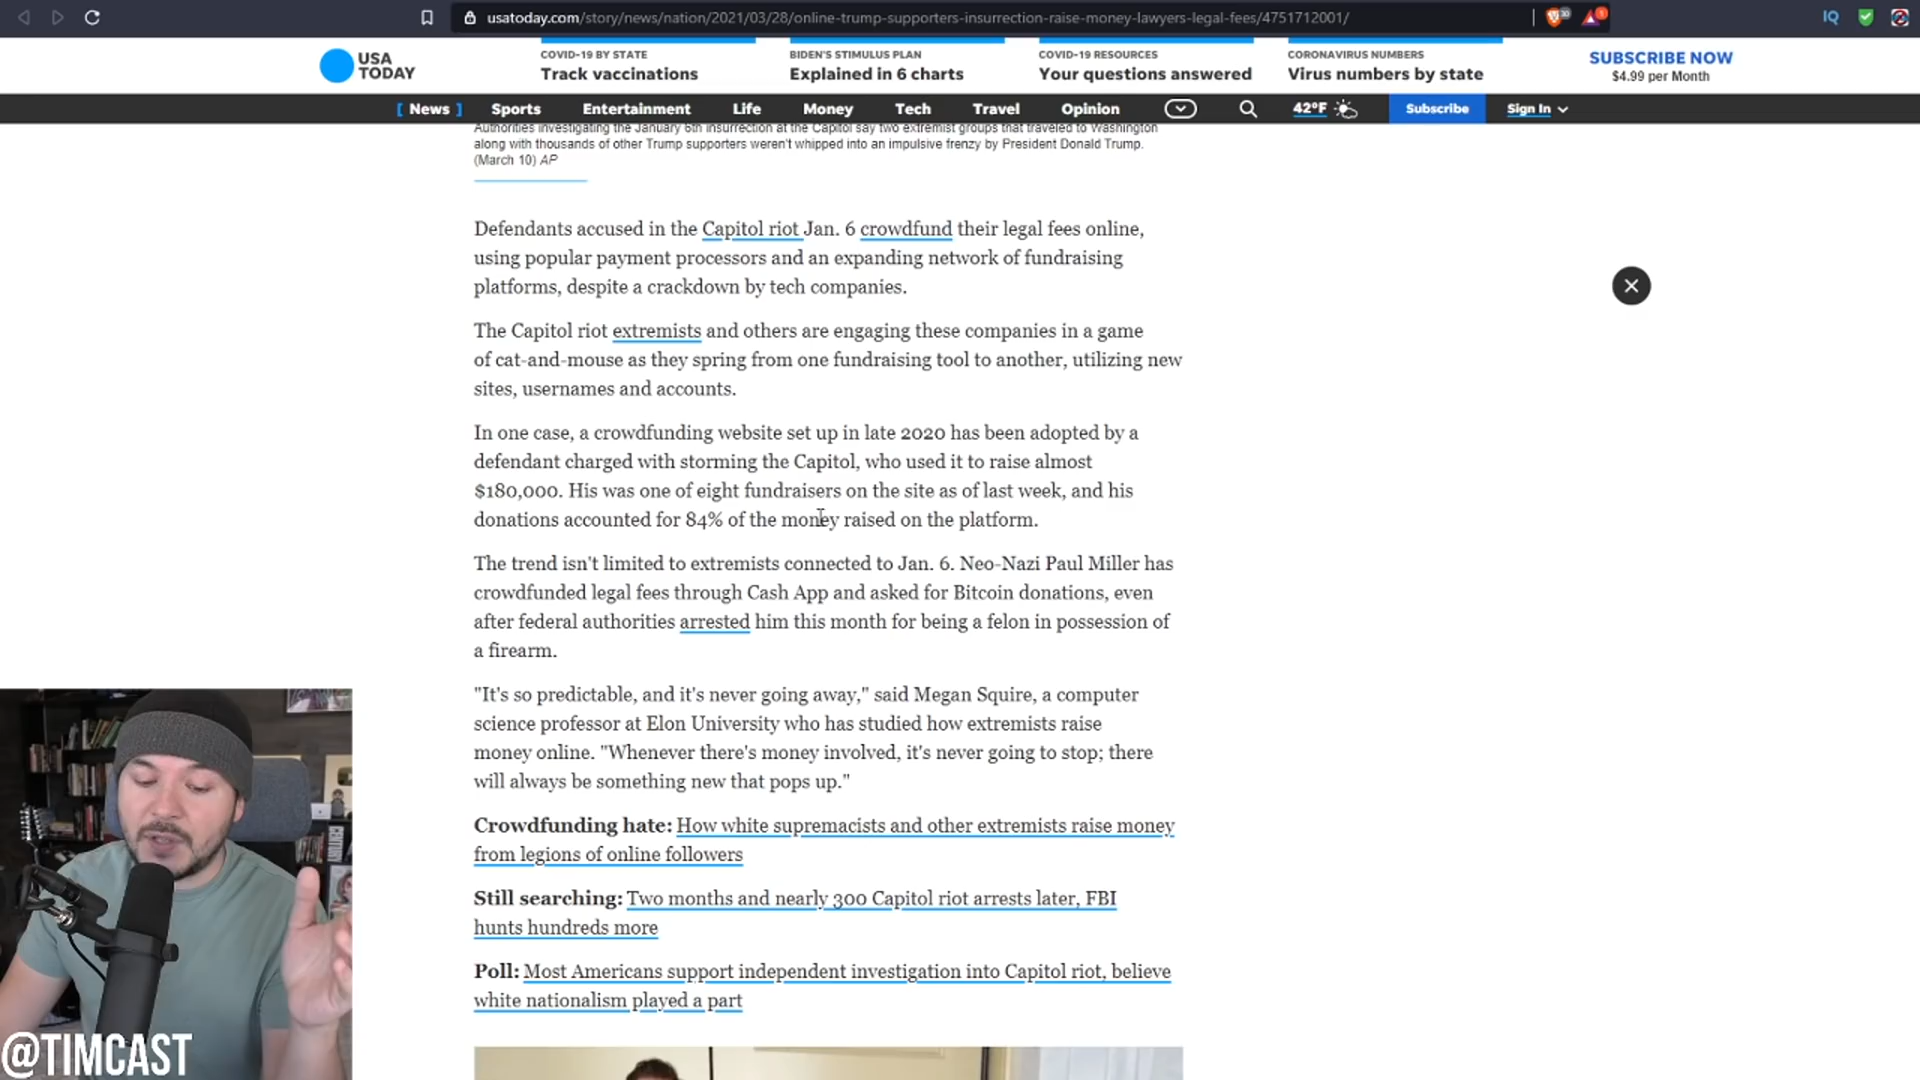 usatoday.com/story/news/nation/2021/03/28/online-trump-supporters-insurrection-raise-money-lawyers-legal-fees/4751712001/
IQ
USA
TODAY
COVID-19 BY STATE
Track vaccinations
BIDEN'S STIMULUS PLAN
Explained in 6 charts
COVID-19 RESOURCES
Your questions answered
CORONAVIRUS NUMBERS
Virus numbers by state
SUBSCRIBE NOW
$4.99 per Month
[ News ] Sports Entertainment Life Money Tech Travel Opinion 42°F Subscribe Sign In
Authorities investigating the January 6th insurrection at the Capitol say two extremist groups that traveled to Washington
along with thousands of other Trump supporters weren't whipped into an impulsive frenzy by President Donald Trump.
(March 10) AP
Defendants accused in the Capitol riot Jan. 6 crowdfund their legal fees online,
using popular payment processors and an expanding network of fundraising
platforms, despite a crackdown by tech companies.
The Capitol riot extremists and others are engaging these companies in a game
of cat-and-mouse as they spring from one fundraising tool to another, utilizing new
sites, usernames and accounts.
In one case, a crowdfunding website set up in late 2020 has been adopted by a
defendant charged with storming the Capitol, who used it to raise almost
$180,000. His was one of eight fundraisers on the site as of last week, and his
donations accounted for 84% of the money raised on the platform.
The trend isn't limited to extremists connected to Jan. 6. Neo-Nazi Paul Miller has
crowdfunded legal fees through Cash App and asked for Bitcoin donations, even
after federal authorities arrested him this month for being a felon in possession of
a firearm.
"It's so predictable, and it's never going away," said Megan Squire, a computer
science professor at Elon University who has studied how extremists raise
money online. "Whenever there's money involved, it's never going to stop; there
will always be something new that pops up."
Crowdfunding hate: How white supremacists and other extremists raise money
from legions of online followers
Still searching: Two months and nearly 300 Capitol riot arrests later, FBI
hunts hundreds more
Poll: Most Americans support independent investigation into Capitol riot, believe
white nationalism played a part
@TIMCAST